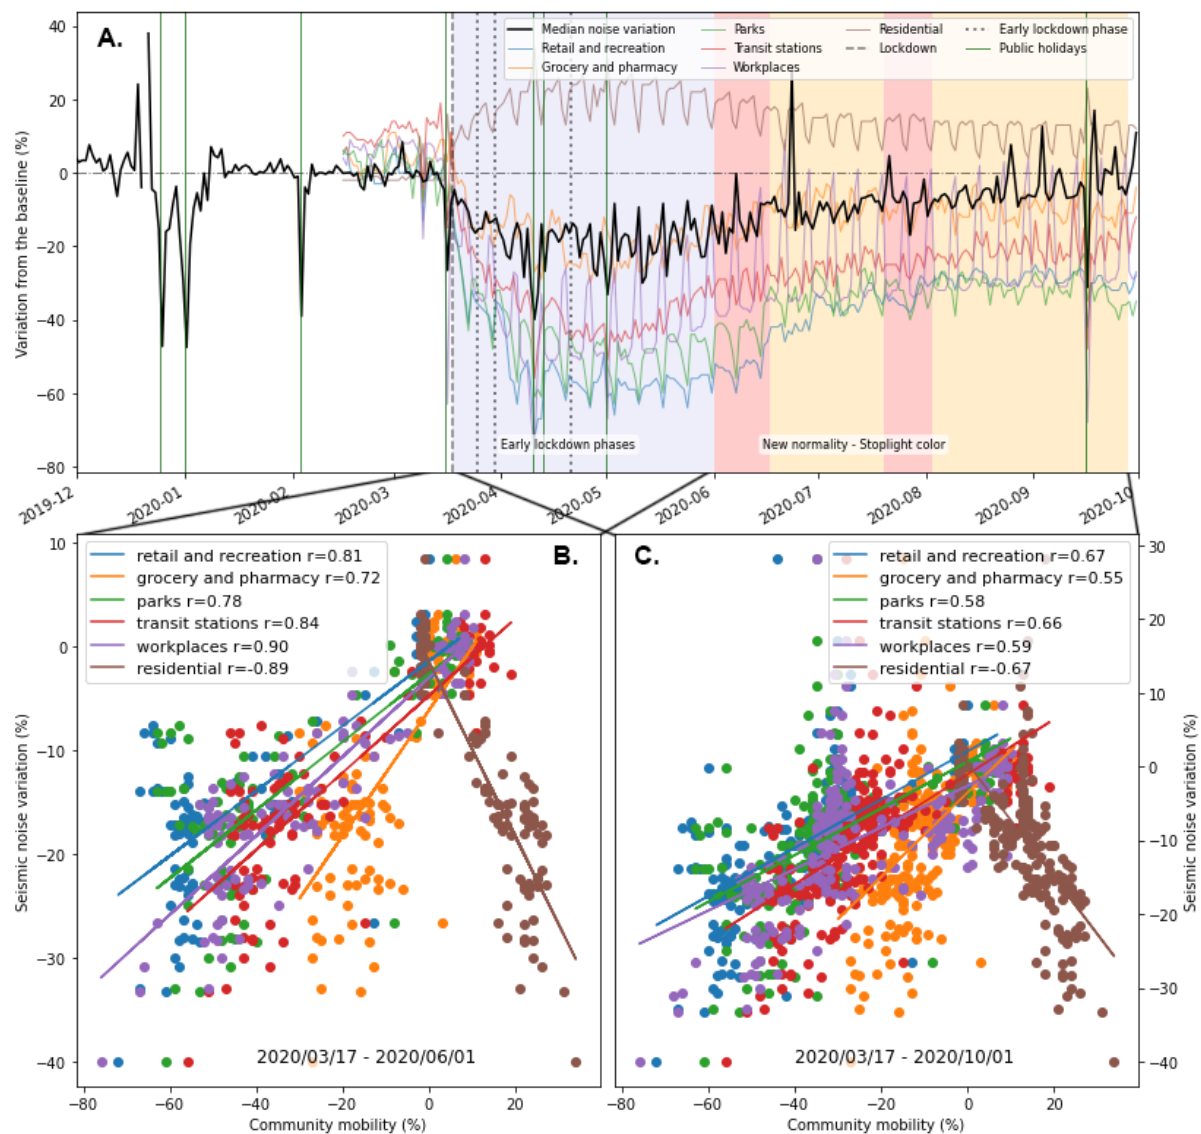 A.
Median noise variation
Retail and recreation
Grocery and pharmacy
Parks
Transit stations
Workplaces
Residential
Lockdown
Early lockdown phase
Public holidays
40
20
0
−20
−40
−60
−80
Variation from the baseline (%)
Early lockdown phases
New normality - Stoplight color
2019-12
2020-01
2020-02
2020-03
2020-04
2020-05
2020-06
2020-07
2020-08
2020-09
2020-10
B.
retail and recreation r=0.81
grocery and pharmacy r=0.72
parks r=0.78
transit stations r=0.84
workplaces r=0.90
residential r=-0.89
10
0
−10
−20
−30
−40
Seismic noise variation (%)
2020/03/17 - 2020/06/01
−80
−60
−40
−20
0
20
Community mobility (%)
C.
retail and recreation r=0.67
grocery and pharmacy r=0.55
parks r=0.58
transit stations r=0.66
workplaces r=0.59
residential r=-0.67
30
20
10
0
−10
−20
−30
−40
Seismic noise variation (%)
2020/03/17 - 2020/10/01
−80
−60
−40
−20
0
20
Community mobility (%)